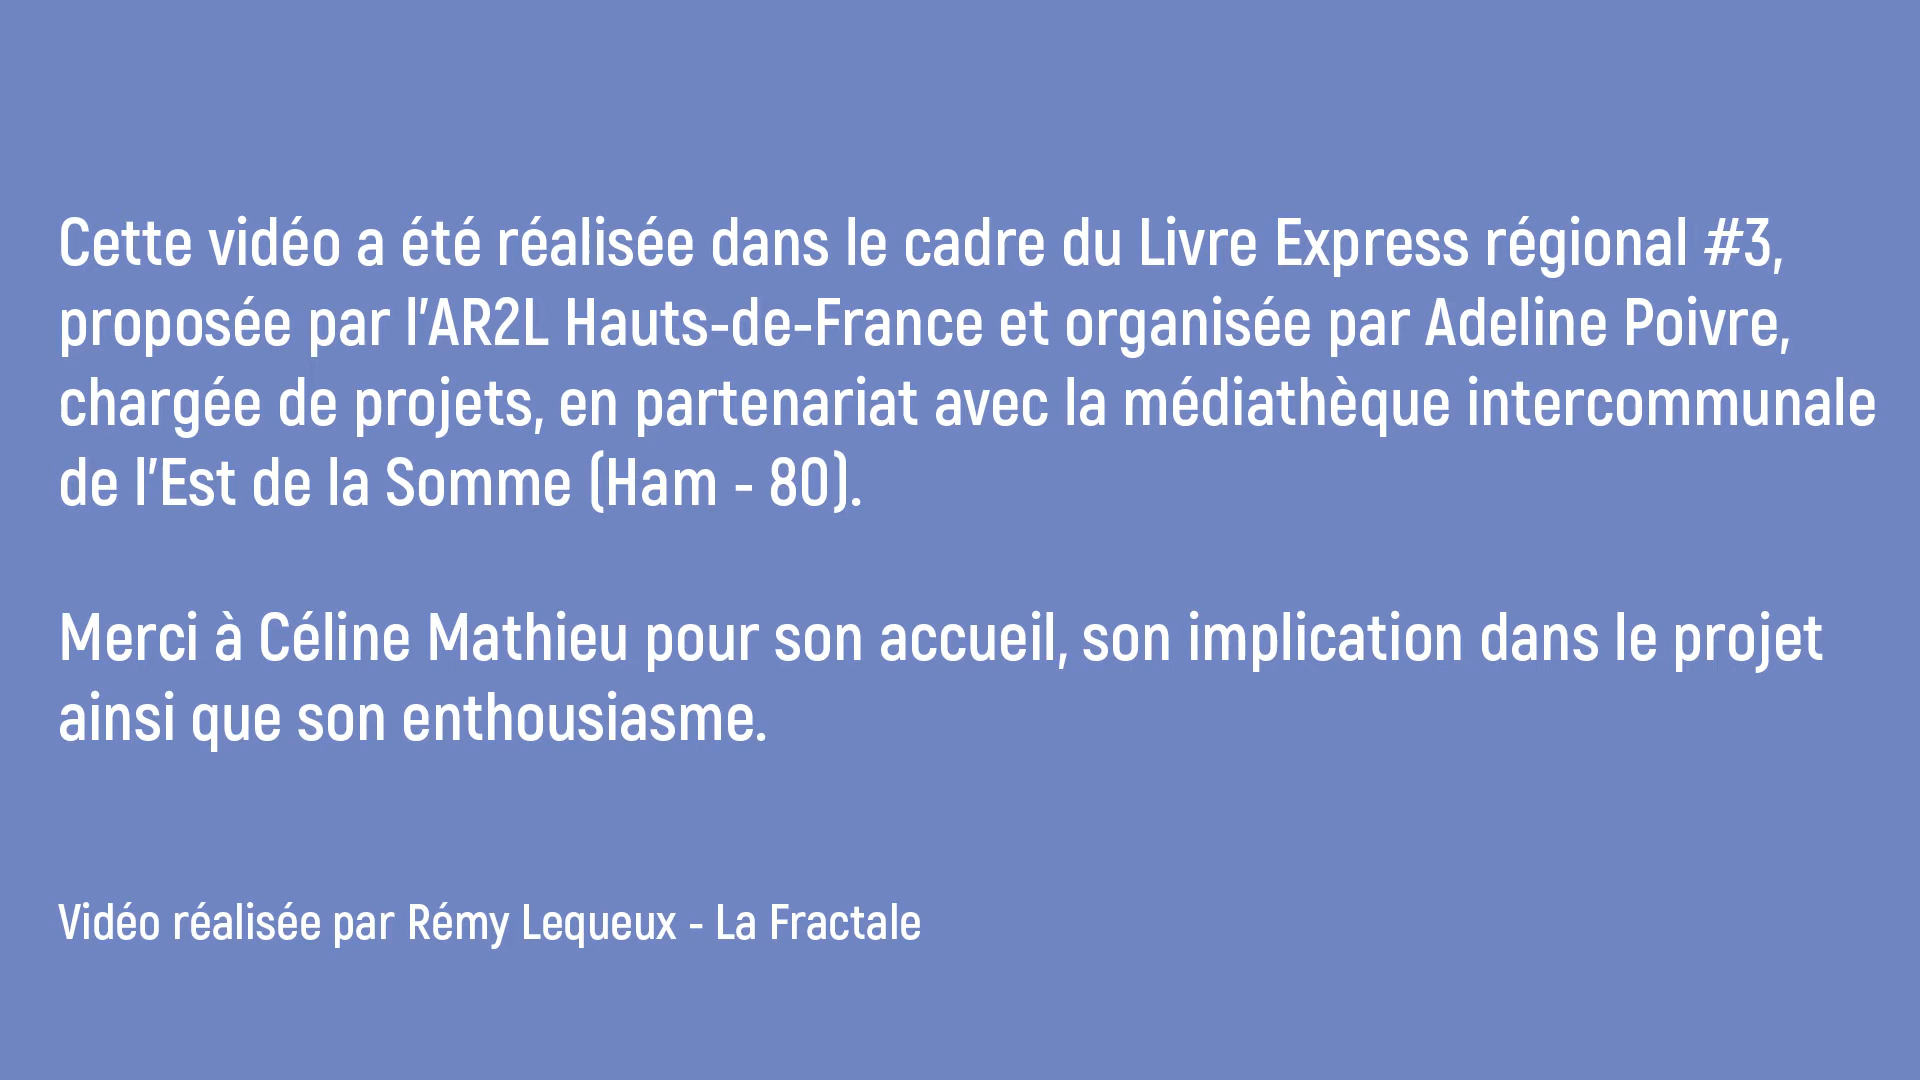 Cette vidéo a été réalisée dans le cadre du Livre Express régional #3,
proposée par l'AR2L Hauts-de-France et organisée par Adeline Poivre,
chargée de projets, en partenariat avec la médiathèque intercommunale
de l'Est de la Somme (Ham - 80).
Merci à Céline Mathieu pour son accueil, son implication dans le projet
ainsi que son enthousiasme.
Vidéo réalisée par Rémy Lequeux - La Fractale